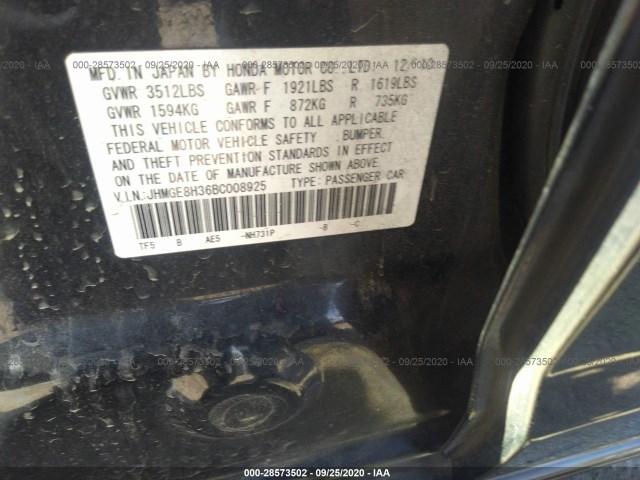 MFD. IN JAPAN BY HONDA MOTOR CO., LTD. 12
GVWR 3512LBS GAWR F 1921LBS R 1619LBS
GVWR 1594KG GAWR F 872KG R 735KG
THIS VEHICLE CONFORMS TO ALL APPLICABLE
FEDERAL MOTOR VEHICLE SAFETY, BUMPER,
AND THEFT PREVENTION STANDARDS IN EFFECT
ON THE DATE OF MANUFACTURE SHOWN ABOVE.
V.I.N.:JHMGE8H36BC008925 TYPE: PASSENGER CAR
TF5 B AE5 -NH731P -B -C
000-28573502 - 09/25/2020 - IAA